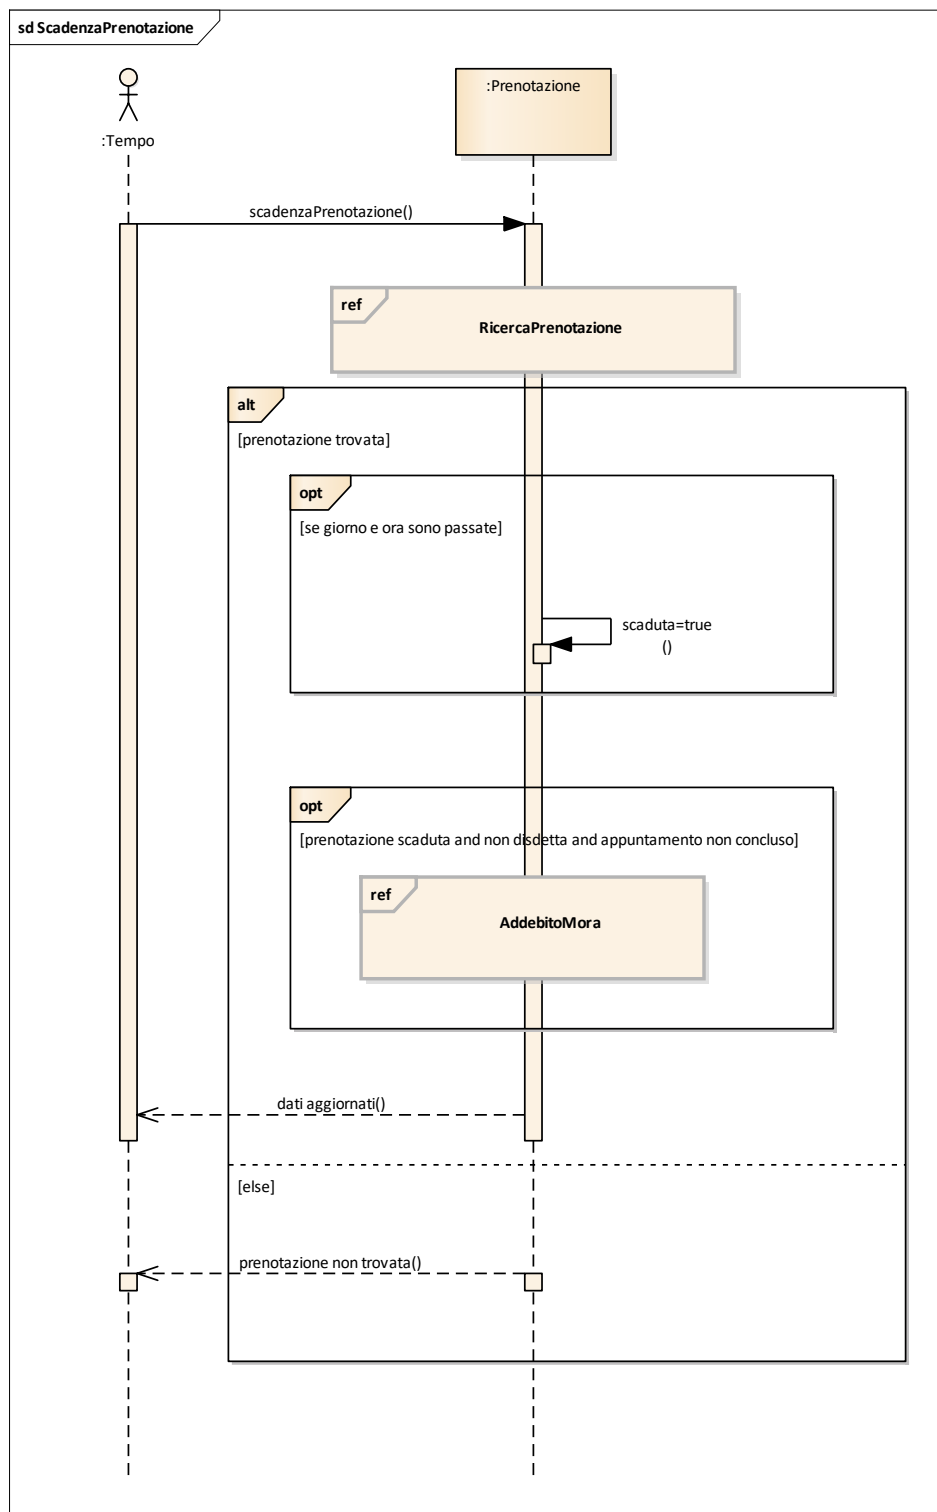 sd ScadenzaPrenotazione
:Tempo
:Prenotazione
scadenzaPrenotazione()
ref
RicercaPrenotazione
alt
[prenotazione trovata]
opt
[se giorno e ora sono passate]
scaduta=true
()
opt
[prenotazione scaduta and non disdetta and appuntamento non concluso]
ref
AddebitoMora
dati aggiornati()
[else]
prenotazione non trovata()